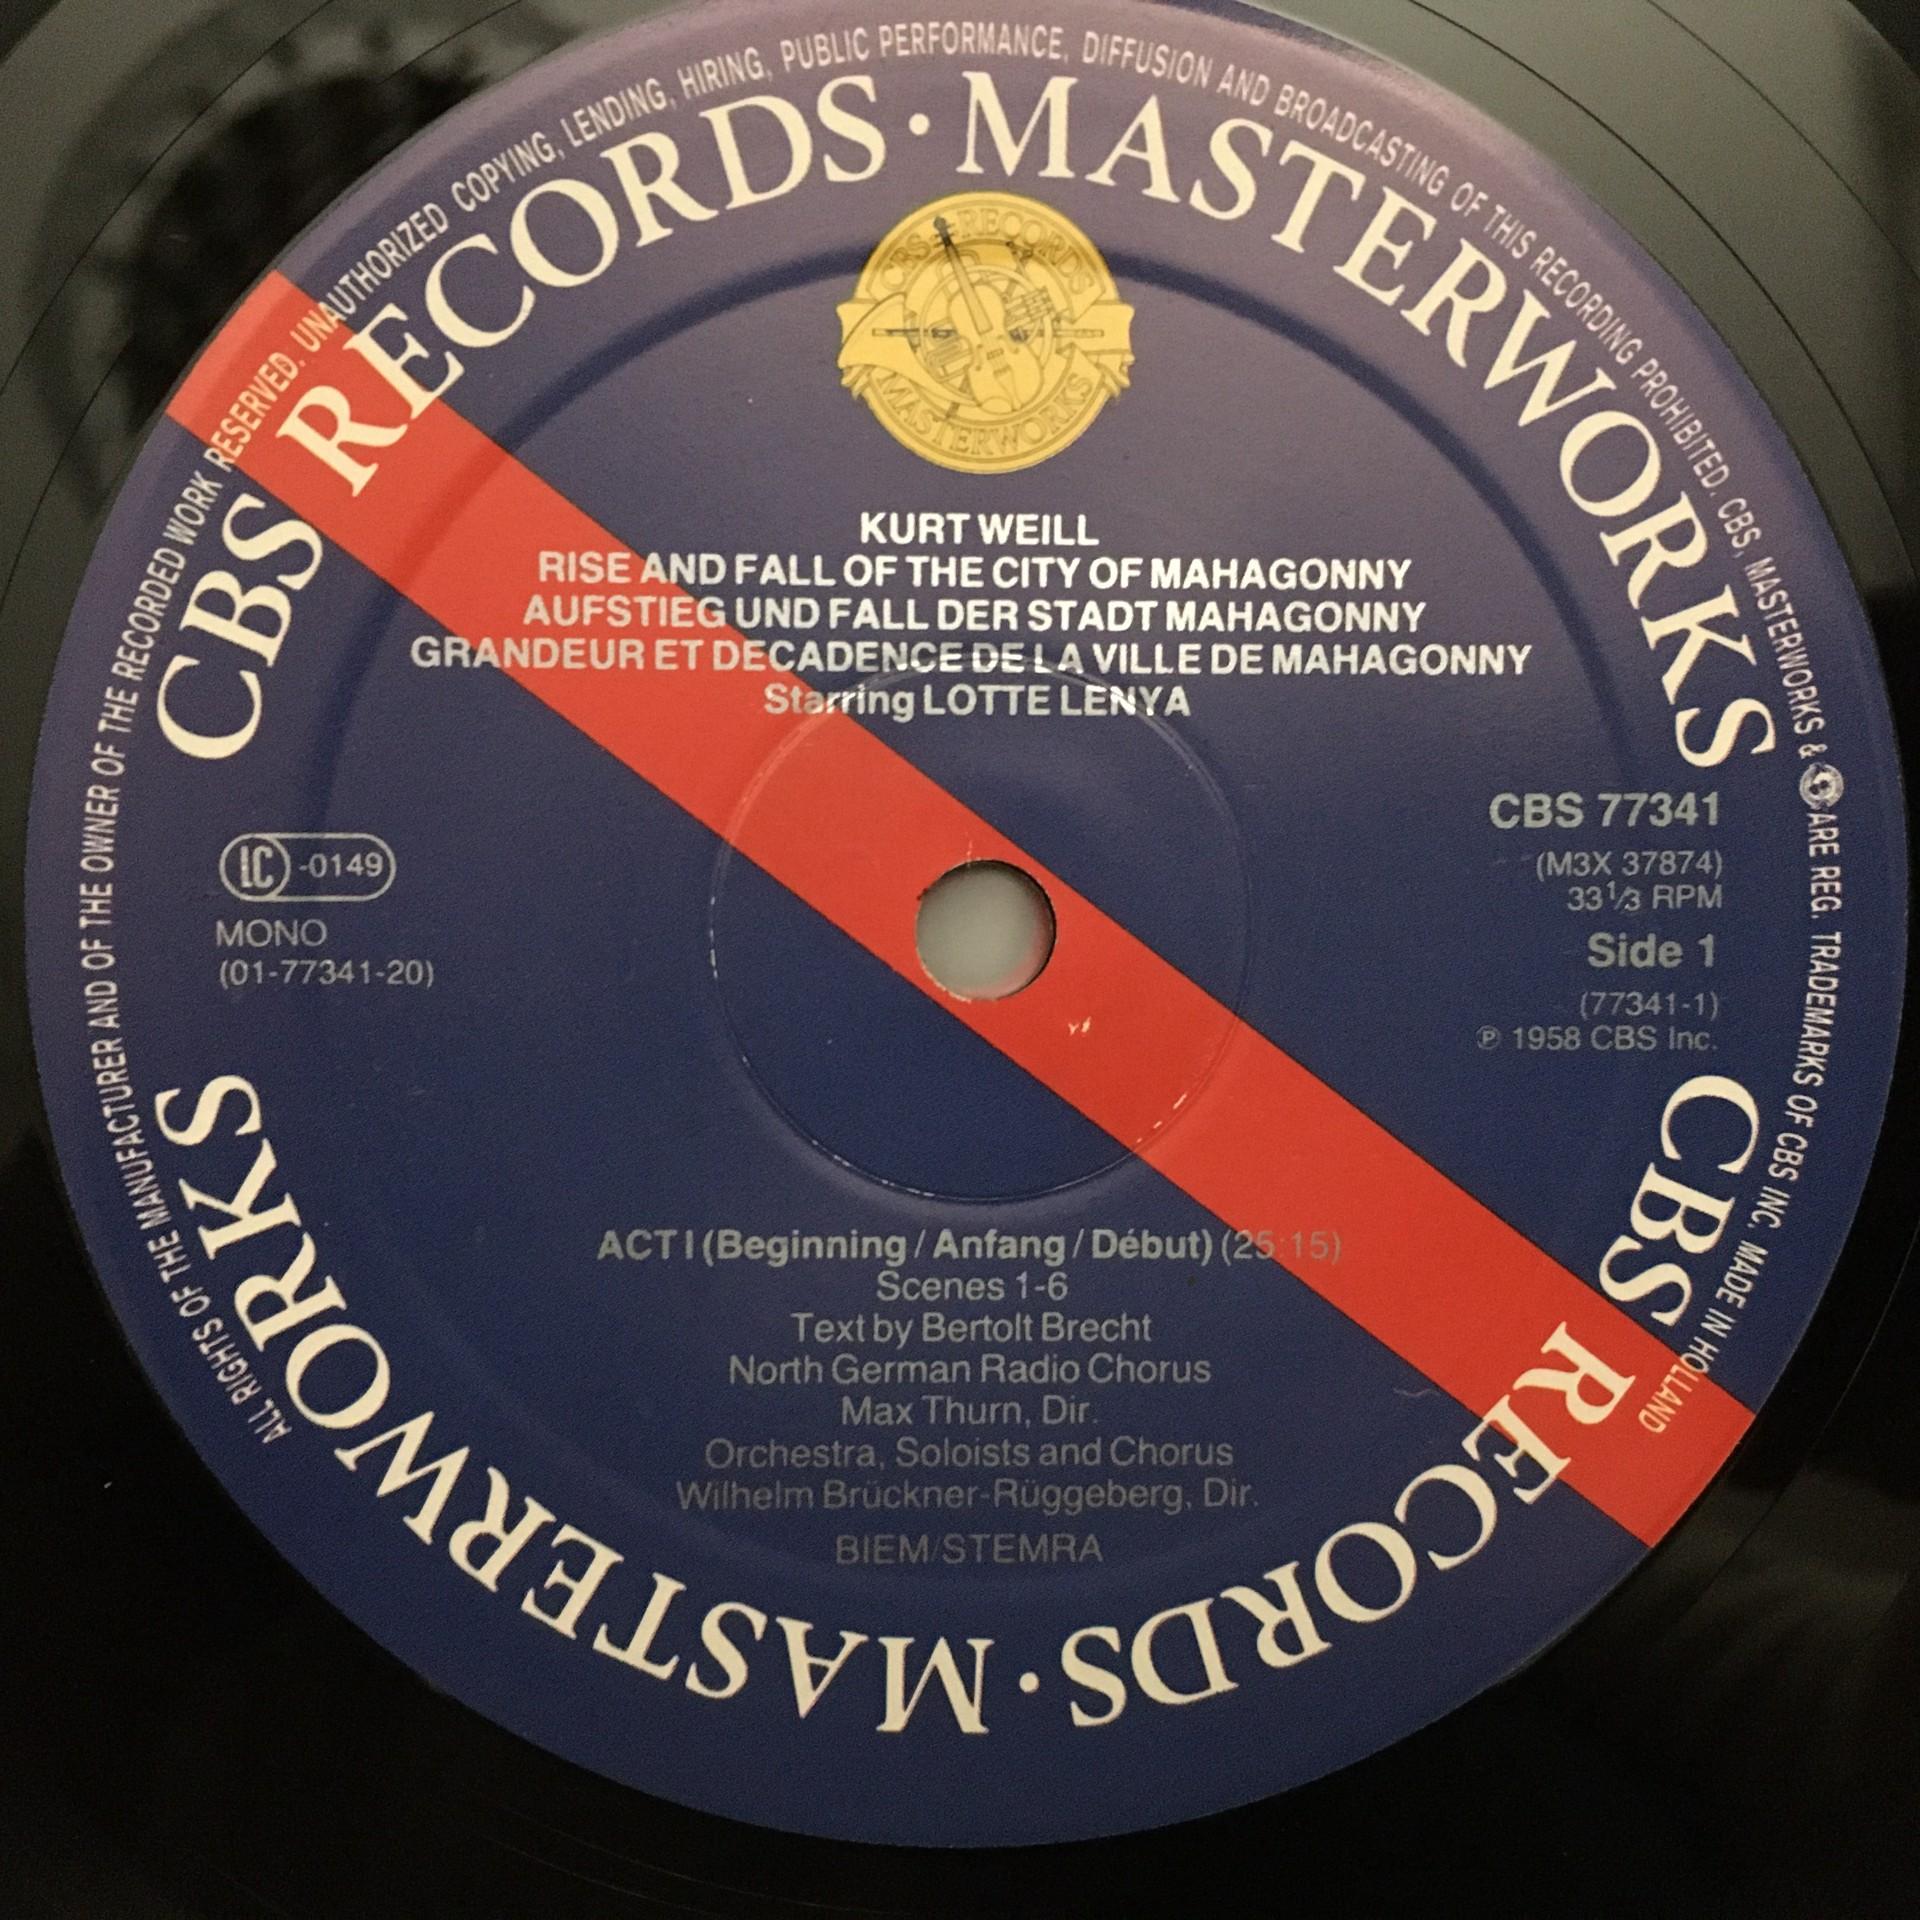 ALL RIGHTS OF THE MANUFACTURER AND OF THE OWNER OF THE RECORDED WORK RESERVED. UNAUTHORIZED COPYING, LENDING, HIRING, PUBLIC PERFORMANCE, DIFFUSION AND BROADCASTING OF THIS RECORDING PROHIBITED. CBS, MASTERWORKS & ARE REG. TRADEMARKS OF CBS INC. MADE IN HOLLAND
CBS RECORDS · MASTERWORKS
CBS RECORDS
MASTERWORKS
KURT WEILL
RISE AND FALL OF THE CITY OF MAHAGONNY
AUFSTIEG UND FALL DER STADT MAHAGONNY
GRANDEUR ET DECADENCE DE LA VILLE DE MAHAGONNY
Starring LOTTE LENYA
LC -0149
MONO
(01-77341-20)
CBS 77341
(M3X 37874)
33 1/3 RPM
Side 1
(77341-1)
℗ 1958 CBS Inc.
ACT I (Beginning / Anfang / Début) (25:15)
Scenes 1-6
Text by Bertolt Brecht
North German Radio Chorus
Max Thurn, Dir.
Orchestra, Soloists and Chorus
Wilhelm Brückner-Rüggeberg, Dir.
BIEM/STEMRA
CBS RECORDS · MASTERWORKS